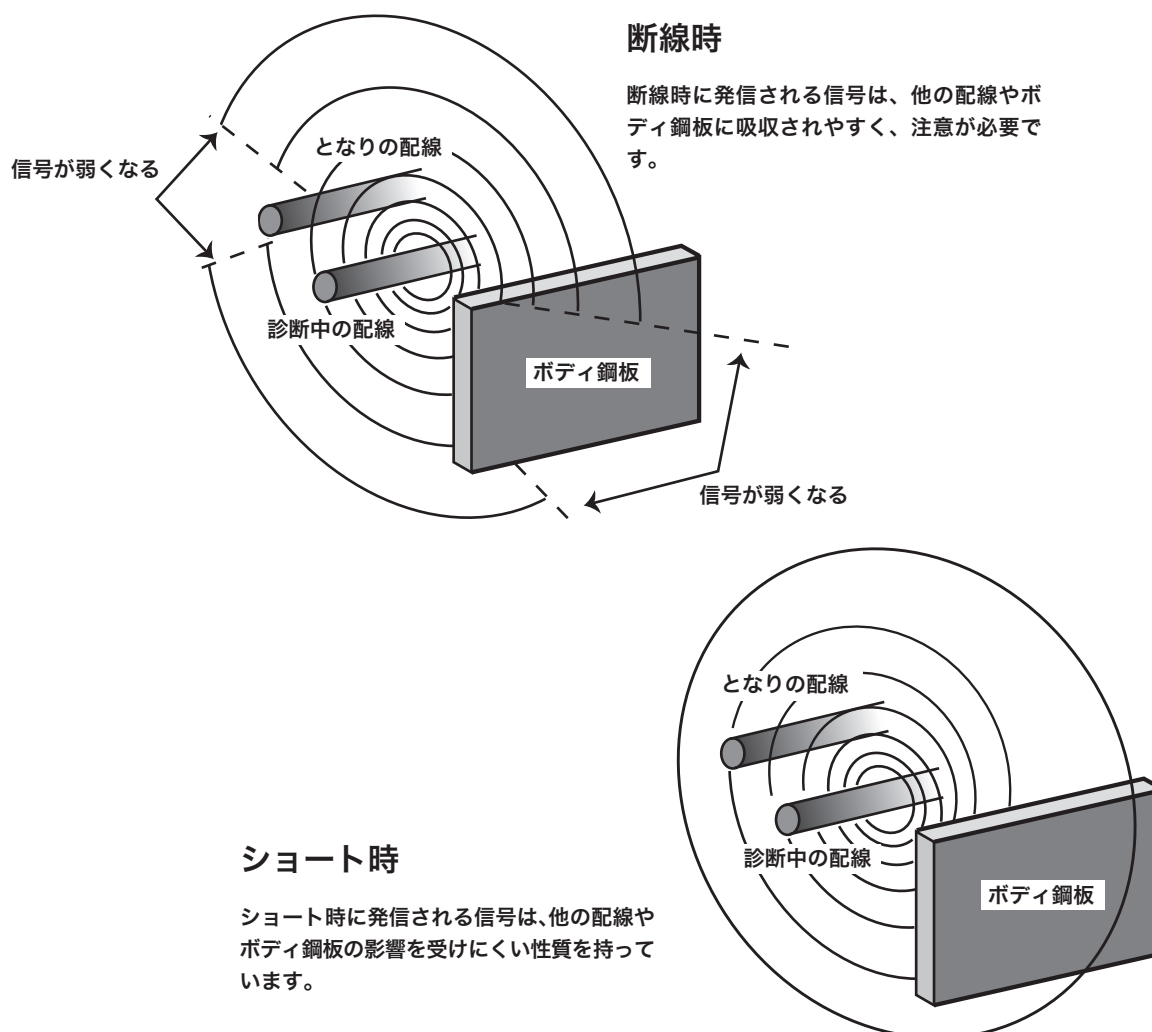 断線時
断線時に発信される信号は、他の配線やボ
ディ鋼板に吸収されやすく、注意が必要で
す。
となりの配線
信号が弱くなる
診断中の配線
ボディ鋼板
信号が弱くなる
となりの配線
診断中の配線
ボディ鋼板
ショート時
ショート時に発信される信号は、他の配線や
ボディ鋼板の影響を受けにくい性質を持って
います。